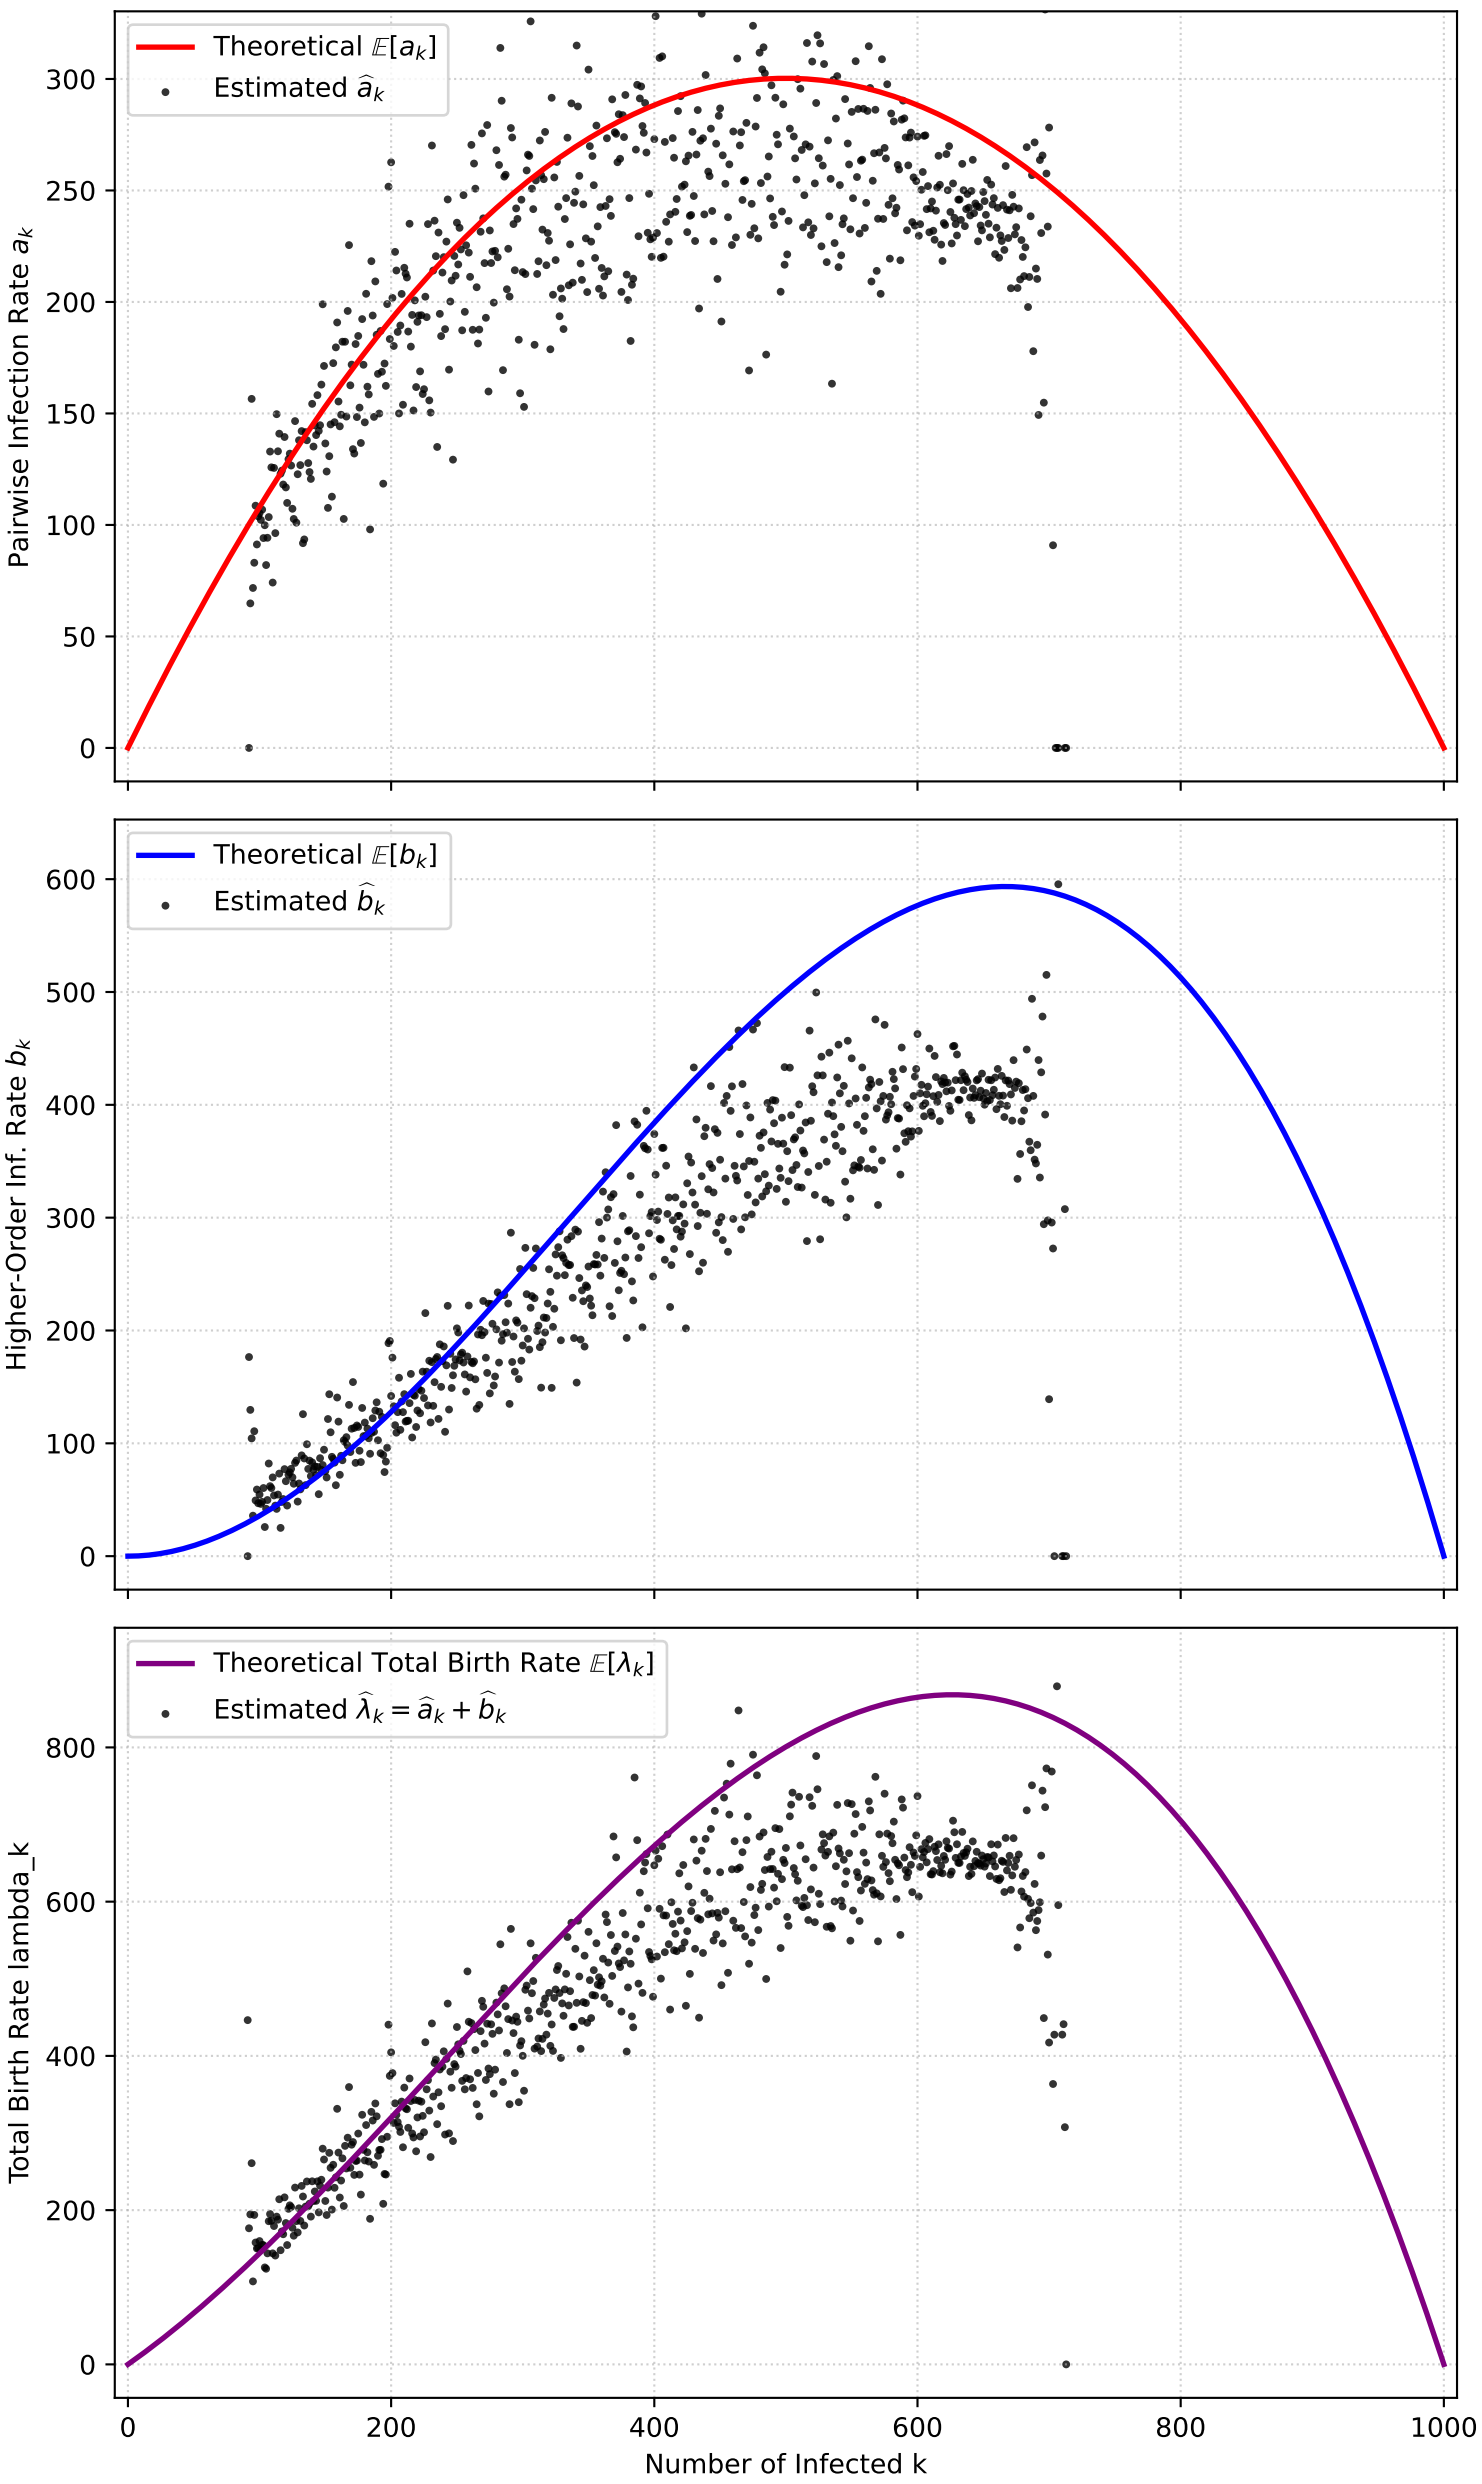 Theoretical 𝔼[a_k]
Estimated â_k
300
250
200
150
100
50
0
Pairwise Infection Rate a_k
Theoretical 𝔼[b_k]
Estimated b̂_k
600
500
400
300
200
100
0
Higher-Order Inf. Rate b_k
Theoretical Total Birth Rate 𝔼[λ_k]
Estimated λ̂_k = â_k + b̂_k
800
600
400
200
0
Total Birth Rate lambda_k
0 200 400 600 800 1000
Number of Infected k